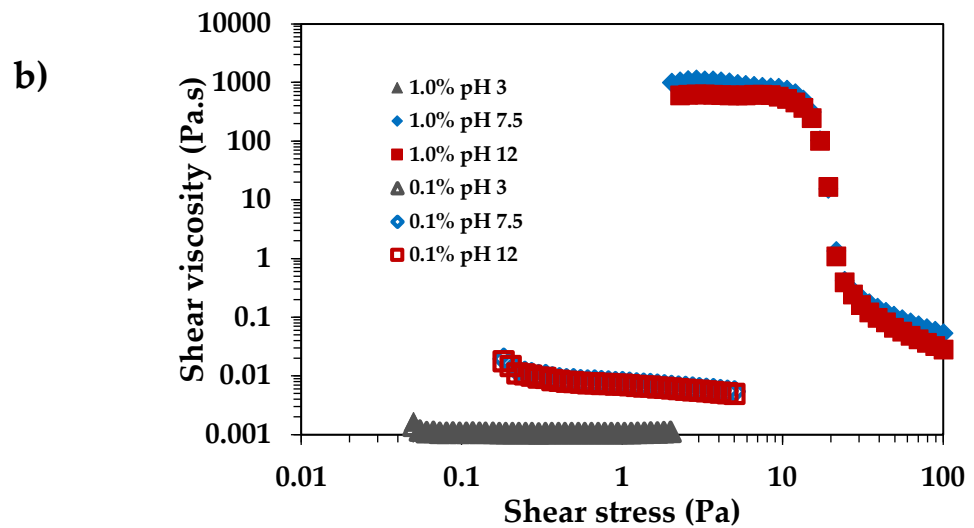 b)
Shear viscosity (Pa.s)
10000
1000
100
10
1
0.1
0.01
0.001
1.0% pH 3
1.0% pH 7.5
1.0% pH 12
0.1% pH 3
0.1% pH 7.5
0.1% pH 12
0.01
0.1
1
10
100
Shear stress (Pa)